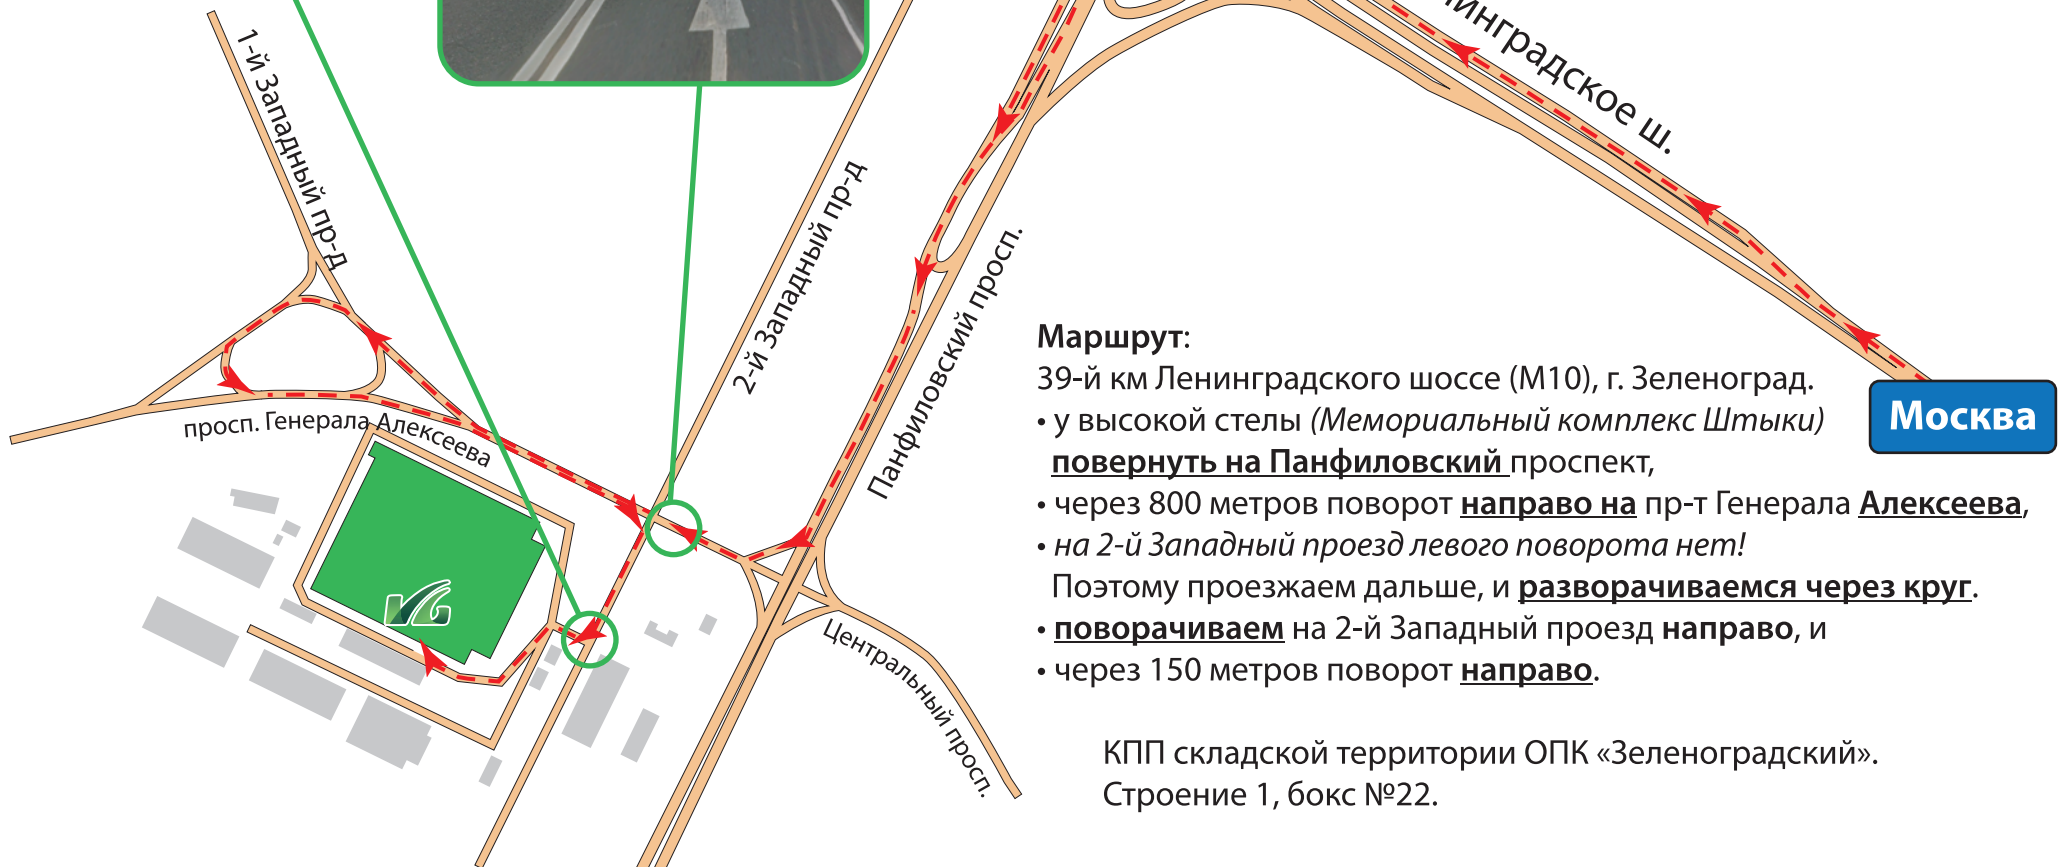 1-й Западный пр-д
2-й Западный пр-д
Панфиловский просп.
просп. Генерала Алексеева
Центральный просп.
ш.
Москва
Маршрут:
39-й км Ленинградского шоссе (М10), г. Зеленоград.
• у высокой стелы (Мемориальный комплекс Штыки)
повернуть на Панфиловский проспект,
• через 800 метров поворот направо на пр-т Генерала Алексеева,
• на 2-й Западный проезд левого поворота нет!
Поэтому проезжаем дальше, и разворачиваемся через круг.
• поворачиваем на 2-й Западный проезд направо, и
• через 150 метров поворот направо.
КПП складской территории ОПК «Зеленоградский».
Строение 1, бокс №22.